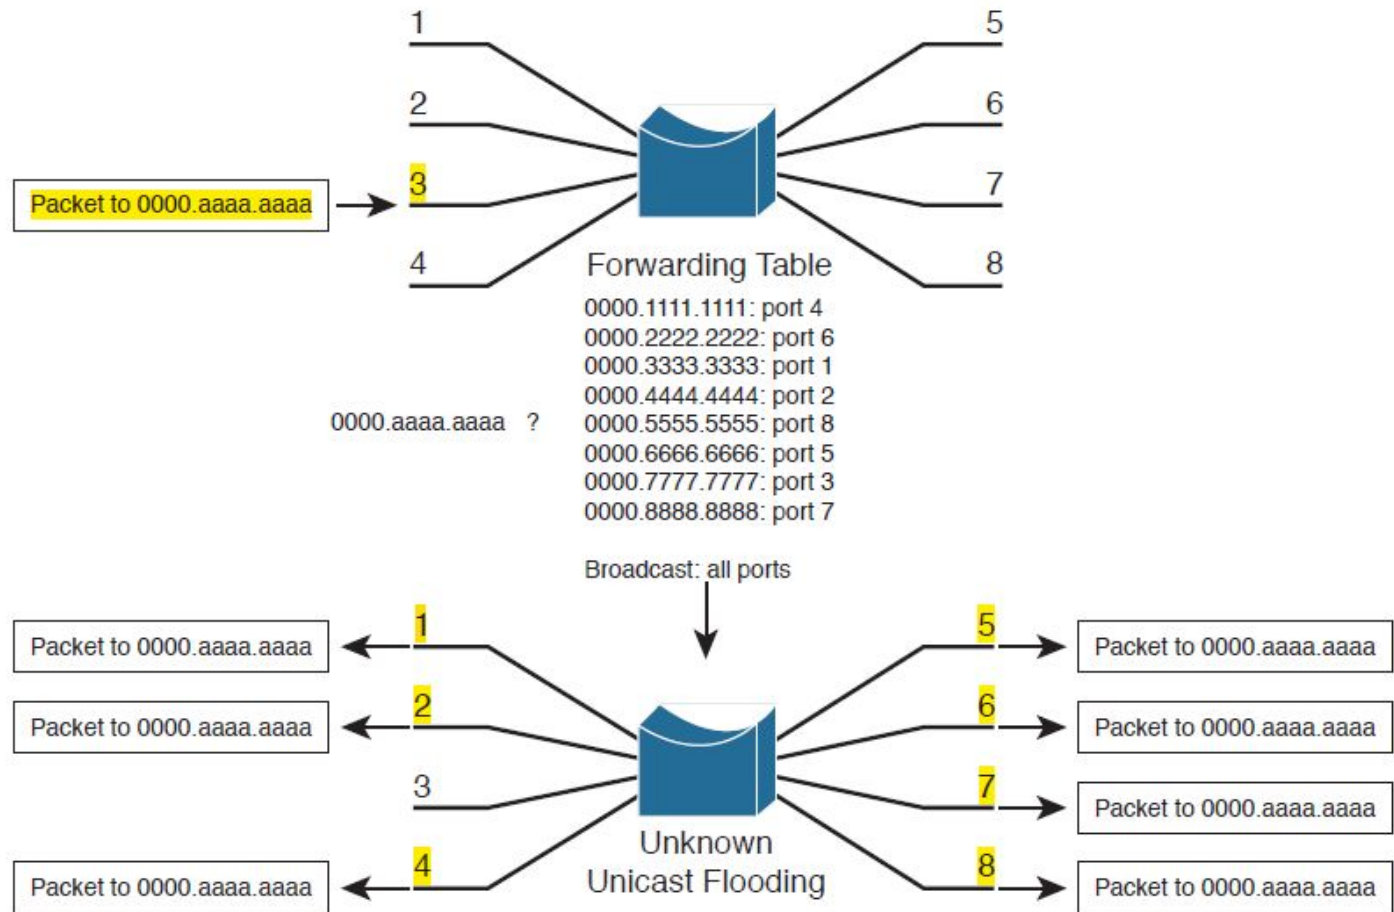 1
5
2
6
3
7
Packet to 0000.aaaa.aaaa
4
8
Forwarding Table
0000.1111.1111: port 4
0000.2222.2222: port 6
0000.3333.3333: port 1
0000.4444.4444: port 2
0000.aaaa.aaaa ?
0000.5555.5555: port 8
0000.6666.6666: port 5
0000.7777.7777: port 3
0000.8888.8888: port 7
Broadcast: all ports
1
5
Packet to 0000.aaaa.aaaa
Packet to 0000.aaaa.aaaa
2
6
Packet to 0000.aaaa.aaaa
Packet to 0000.aaaa.aaaa
3
7
Packet to 0000.aaaa.aaaa
Unknown
Unicast Flooding
4
8
Packet to 0000.aaaa.aaaa
Packet to 0000.aaaa.aaaa